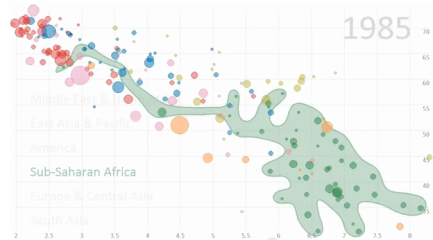 1985
70
65
60
55
50
45
40
35
Middle East & N
East Asia & Pacific
America
Sub-Saharan Africa
Europe & Central Asia
South Asia
2 2.5 3 3.5 4 4.5 5 5.5 6 6.5 7 7.5 8